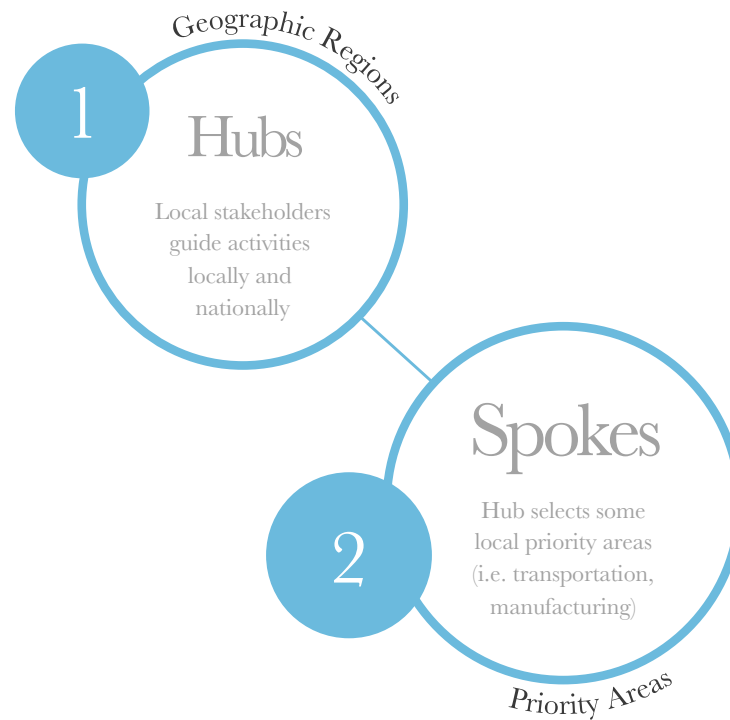 Geographic Regions
1
Hubs
Local stakeholders
guide activities
locally and
nationally
Spokes
Hub selects some
local priority areas
(i.e. transportation,
manufacturing)
2
Priority Areas